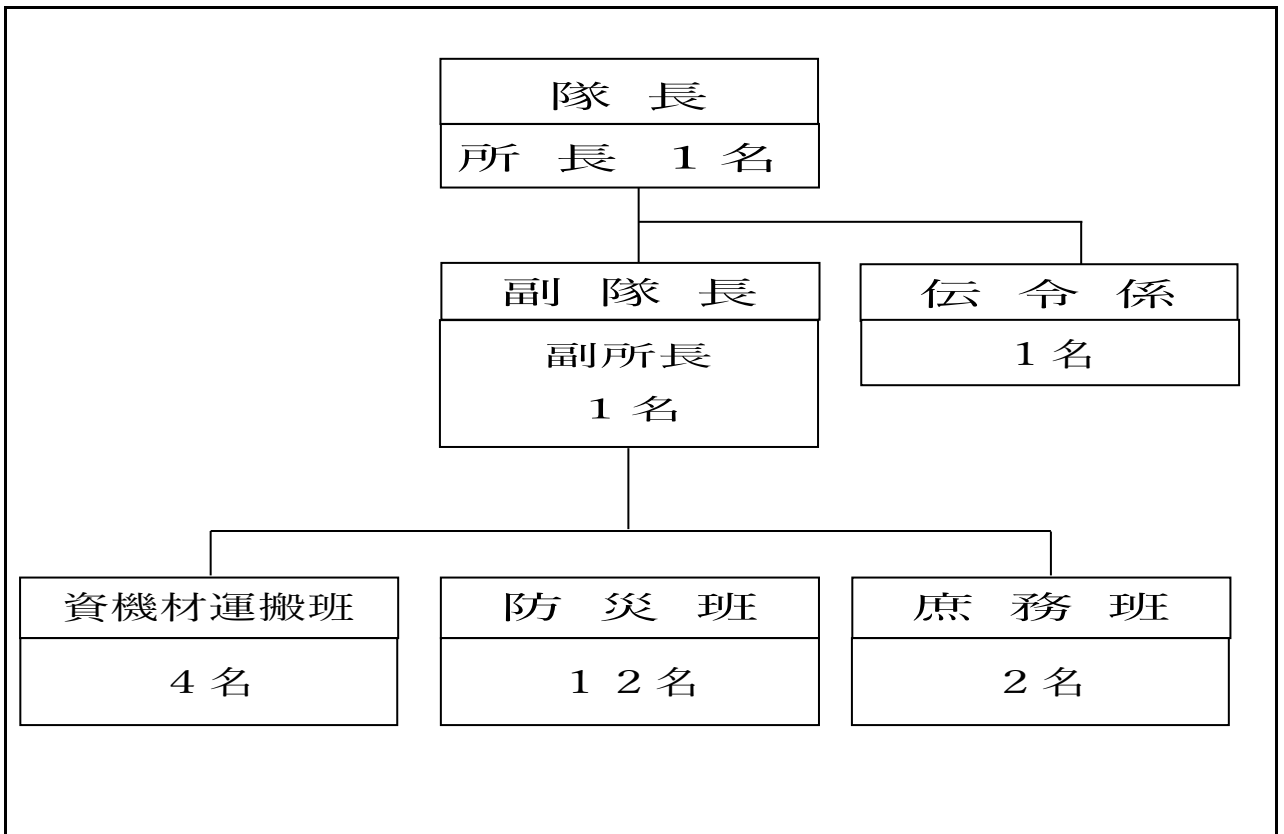 隊　長
所　長　１名
副　隊　長
副所長
１名
伝　令　係
１名
資機材運搬班
４名
防　災　班
１２名
庶　務　班
２名